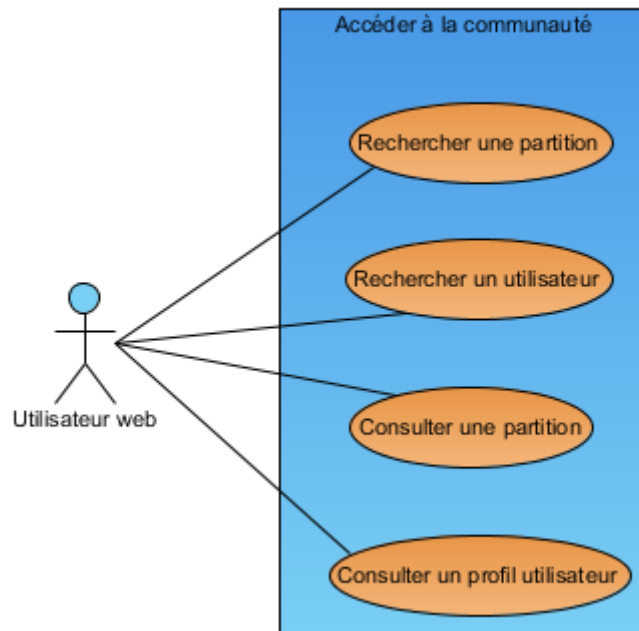 Accéder à la communauté
Rechercher une partition
Rechercher un utilisateur
Utilisateur web
Consulter une partition
Consulter un profil utilisateur